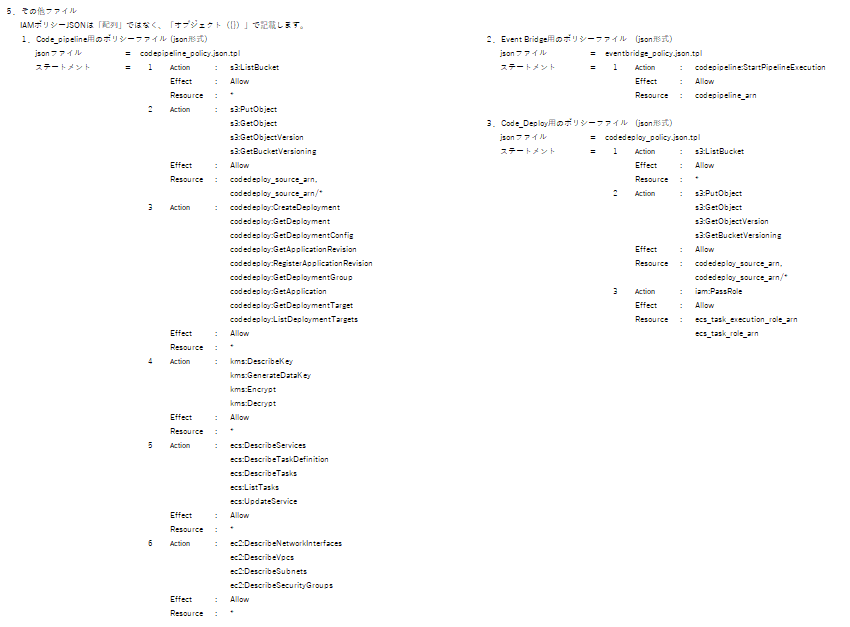 5．その他ファイル
IAMポリシーJSONは「配列」ではなく、「オブジェクト（{}）」で記載します。
1．Code_pipeline用のポリシーファイル（json形式）
jsonファイル = codepipeline_policy.json.tpl
ステートメント = 1 Action : s3:ListBucket
Effect : Allow
Resource : *
2 Action : s3:PutObject
s3:GetObject
s3:GetObjectVersion
s3:GetBucketVersioning
Effect : Allow
Resource : codedeploy_source_arn,
codedeploy_source_arn/*
3 Action : codedeploy:CreateDeployment
codedeploy:GetDeployment
codedeploy:GetDeploymentConfig
codedeploy:GetApplicationRevision
codedeploy:RegisterApplicationRevision
codedeploy:GetDeploymentGroup
codedeploy:GetApplication
codedeploy:GetDeploymentTarget
codedeploy:ListDeploymentTargets
Effect : Allow
Resource : *
4 Action : kms:DescribeKey
kms:GenerateDataKey
kms:Encrypt
kms:Decrypt
Effect : Allow
Resource : *
5 Action : ecs:DescribeServices
ecs:DescribeTaskDefinition
ecs:DescribeTasks
ecs:ListTasks
ecs:UpdateService
Effect : Allow
Resource : *
6 Action : ec2:DescribeNetworkInterfaces
ec2:DescribeVpcs
ec2:DescribeSubnets
ec2:DescribeSecurityGroups
Effect : Allow
Resource : *
2．Event Bridge用のポリシーファイル （json形式）
jsonファイル = eventbridge_policy.json.tpl
ステートメント = 1 Action : codepipeline:StartPipelineExecution
Effect : Allow
Resource : codepipeline_arn
3．Code_Deploy用のポリシーファイル （json形式）
jsonファイル = codedeploy_policy.json.tpl
ステートメント = 1 Action : s3:ListBucket
Effect : Allow
Resource : *
2 Action : s3:PutObject
s3:GetObject
s3:GetObjectVersion
s3:GetBucketVersioning
Effect : Allow
Resource : codedeploy_source_arn,
codedeploy_source_arn/*
3 Action : iam:PassRole
Effect : Allow
Resource : ecs_task_execution_role_arn
ecs_task_role_arn